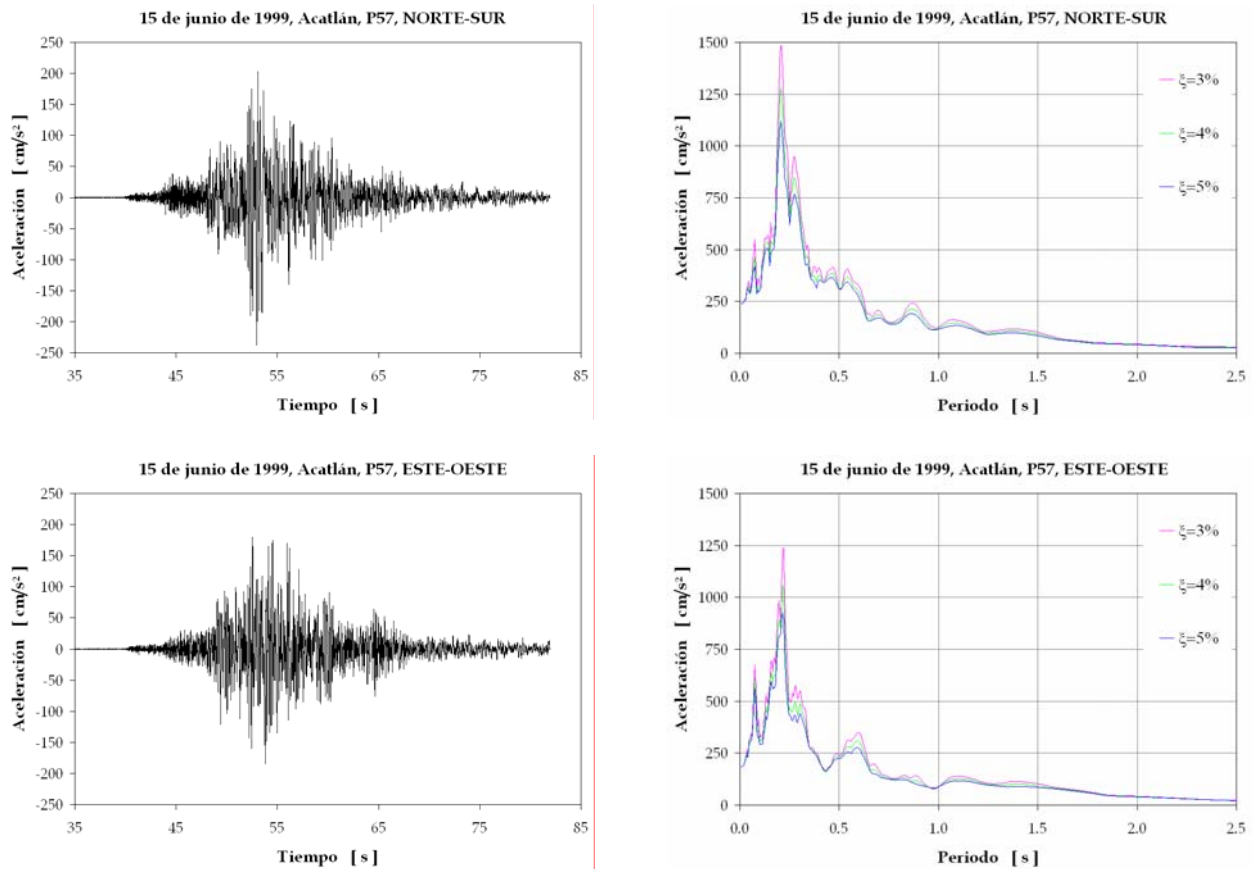 15 de junio de 1999, Acatlán, P57, NORTE-SUR
Aceleración [ cm/s² ]
250
200
150
100
50
0
-50
-100
-150
-200
-250
35 45 55 65 75 85
Tiempo [ s ]
15 de junio de 1999, Acatlán, P57, NORTE-SUR
Aceleración [ cm/s² ]
1500
1250
1000
750
500
250
0
ξ=3%
ξ=4%
ξ=5%
0.0 0.5 1.0 1.5 2.0 2.5
Periodo [ s ]
15 de junio de 1999, Acatlán, P57, ESTE-OESTE
Aceleración [ cm/s² ]
250
200
150
100
50
0
-50
-100
-150
-200
-250
35 45 55 65 75 85
Tiempo [ s ]
15 de junio de 1999, Acatlán, P57, ESTE-OESTE
Aceleración [ cm/s² ]
1500
1250
1000
750
500
250
0
ξ=3%
ξ=4%
ξ=5%
0.0 0.5 1.0 1.5 2.0 2.5
Periodo [ s ]